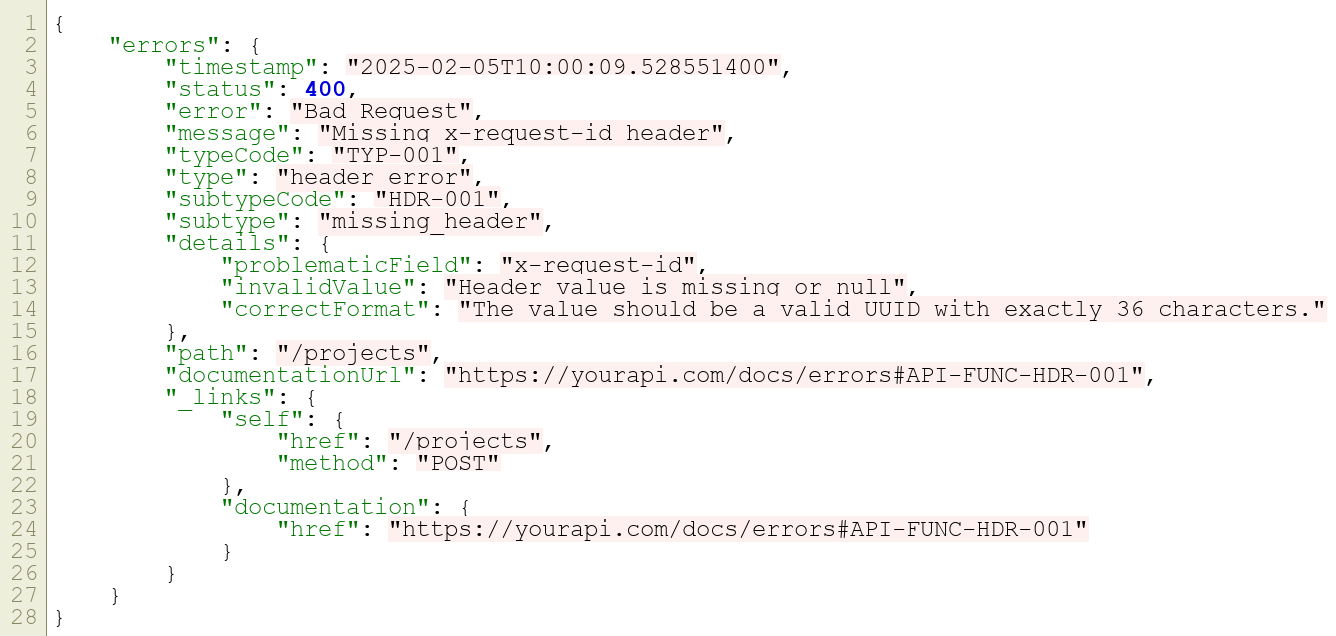 1 {
2     "errors": {
3         "timestamp": "2025-02-05T10:00:09.528551400",
4         "status": 400,
5         "error": "Bad Request",
6         "message": "Missing x-request-id header",
7         "typeCode": "TYP-001",
8         "type": "header error",
9         "subtypeCode": "HDR-001",
10         "subtype": "missing_header",
11         "details": {
12             "problematicField": "x-request-id",
13             "invalidValue": "Header value is missing or null",
14             "correctFormat": "The value should be a valid UUID with exactly 36 characters."
15         },
16         "path": "/projects",
17         "documentationUrl": "https://yourapi.com/docs/errors#API-FUNC-HDR-001",
18         "_links": {
19             "self": {
20                 "href": "/projects",
21                 "method": "POST"
22             },
23             "documentation": {
24                 "href": "https://yourapi.com/docs/errors#API-FUNC-HDR-001"
25             }
26         }
27     }
28 }